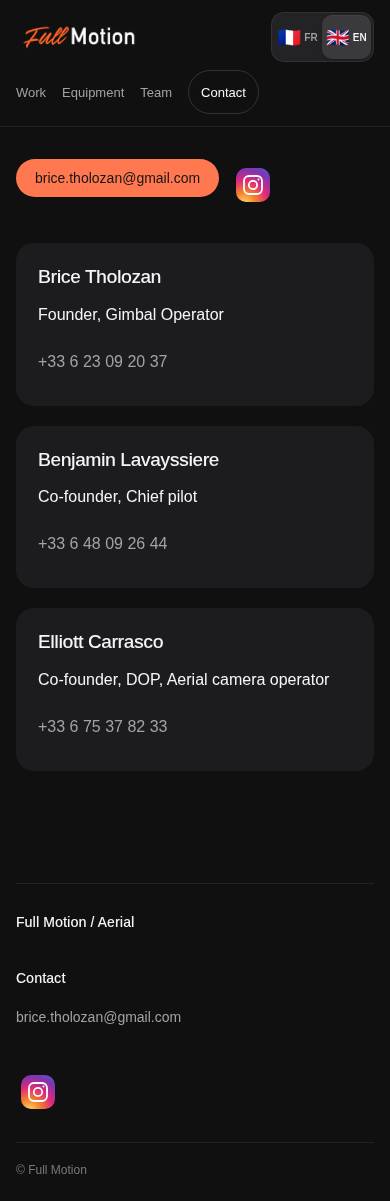 Full Motion
FR
EN
Work
Equipment
Team
Contact
brice.tholozan@gmail.com
Brice Tholozan
Founder, Gimbal Operator
+33 6 23 09 20 37
Benjamin Lavayssiere
Co-founder, Chief pilot
+33 6 48 09 26 44
Elliott Carrasco
Co-founder, DOP, Aerial camera operator
+33 6 75 37 82 33
Full Motion / Aerial
Contact
brice.tholozan@gmail.com
© Full Motion